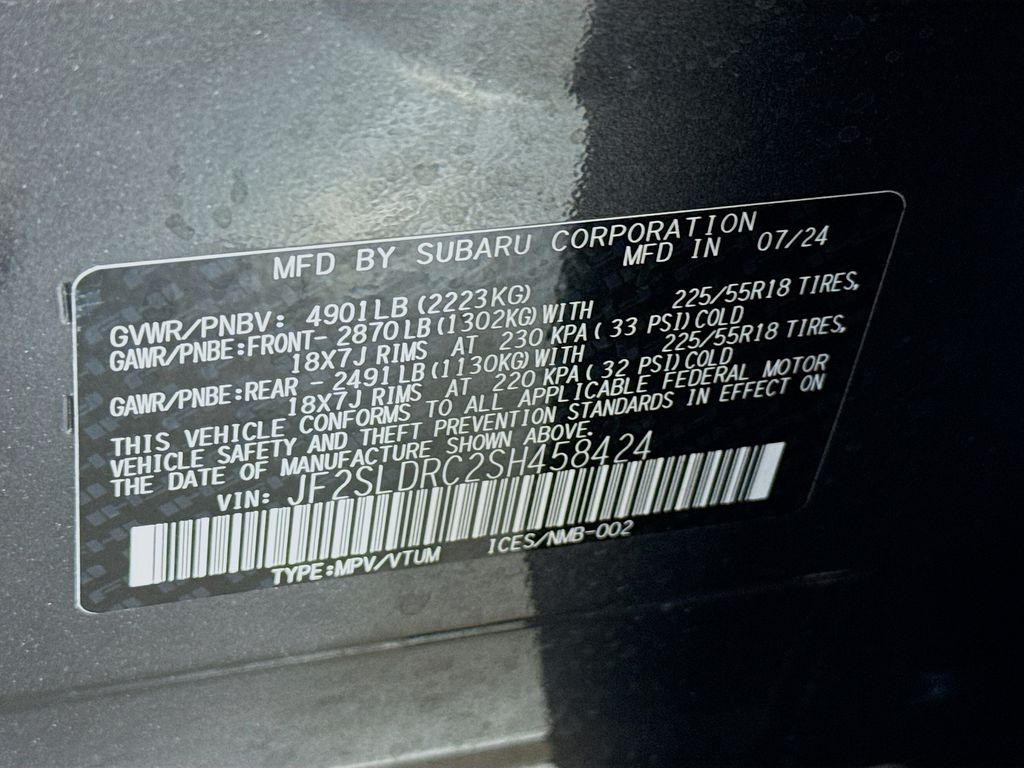 MFD BY SUBARU CORPORATION
MFD IN 07/24
GVWR/PNBV: 4901LB(2223KG)
GAWR/PNBE:FRONT- 2870LB(1302KG)WITH 225/55R18 TIRES,
18X7J RIMS AT 230 KPA( 33 PSI)COLD
GAWR/PNBE:REAR - 2491LB(1130KG)WITH 225/55R18 TIRES,
18X7J RIMS AT 220 KPA( 32 PSI)COLD
THIS VEHICLE CONFORMS TO ALL APPLICABLE FEDERAL MOTOR
VEHICLE SAFETY AND THEFT PREVENTION STANDARDS IN EFFECT ON
THE DATE OF MANUFACTURE SHOWN ABOVE.
VIN: JF2SLDRC2SH458424
TYPE:MPV/VTUM ICES/NMB-002